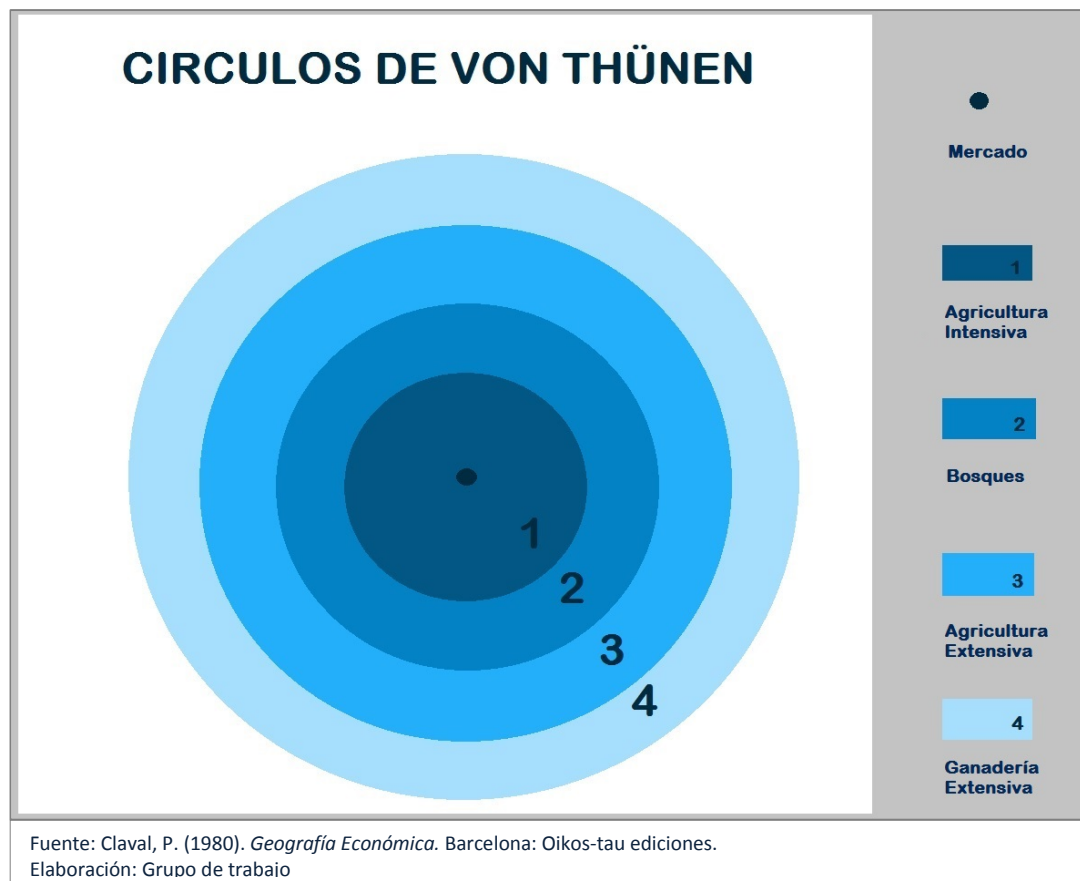 CIRCULOS DE VON THÜNEN
1
2
3
4
Mercado
1
Agricultura
Intensiva
2
Bosques
3
Agricultura
Extensiva
4
Ganadería
Extensiva
Fuente: Claval, P. (1980). Geografía Económica. Barcelona: Oikos-tau ediciones.
Elaboración: Grupo de trabajo